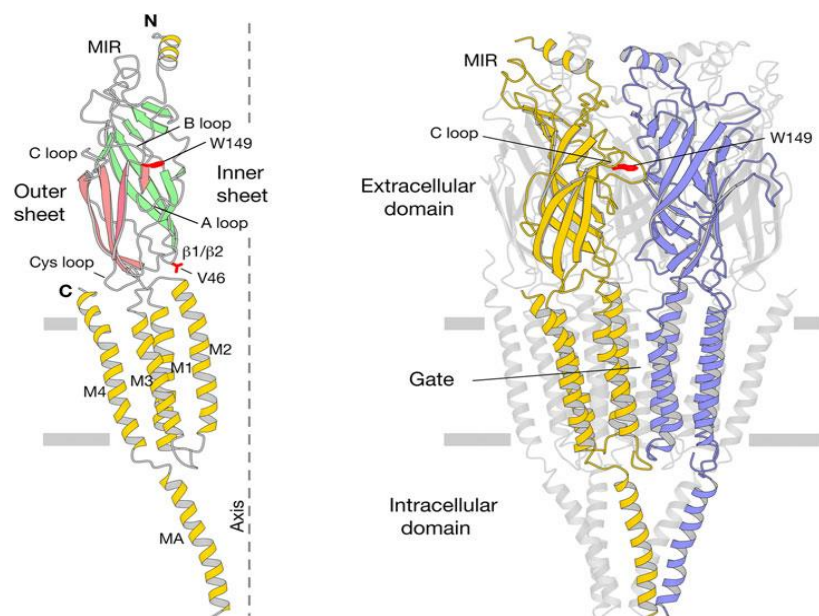 N
MIR
B loop
W149
C loop
Inner
sheet
Outer
sheet
A loop
β1/β2
Cys loop
V46
C
M2
M1
M3
M4
MA
Axis
MIR
C loop
W149
Extracellular
domain
Gate
Intracellular
domain